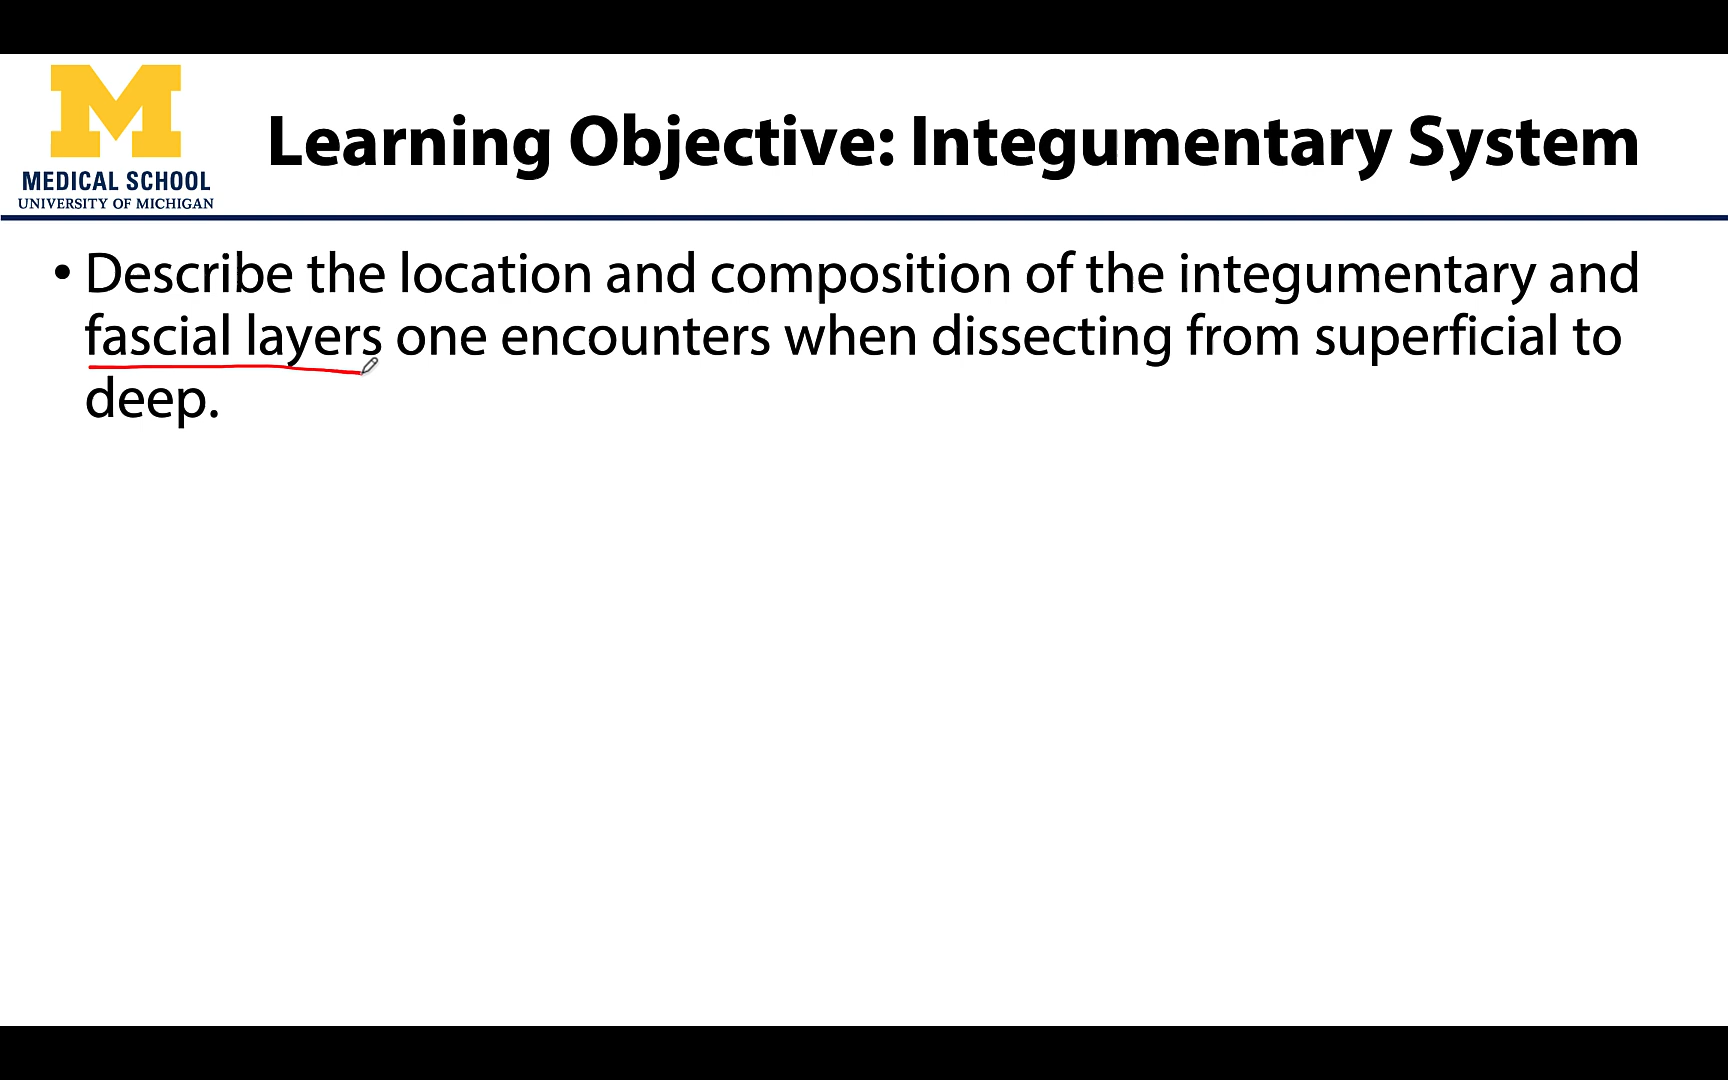 M
MEDICAL SCHOOL
UNIVERSITY OF MICHIGAN
Learning Objective: Integumentary System
• Describe the location and composition of the integumentary and
fascial layers one encounters when dissecting from superficial to
deep.